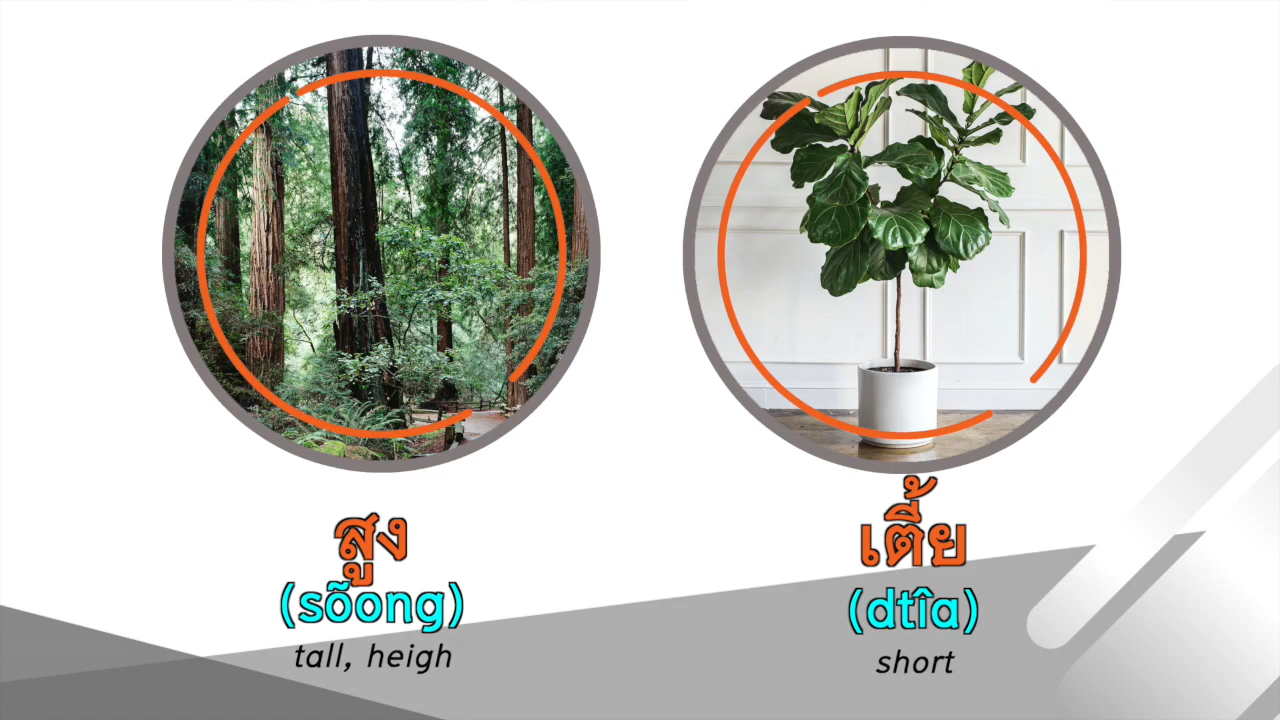 สูง
(sõong)
tall, heigh
เตี้ย
(dtîa)
short